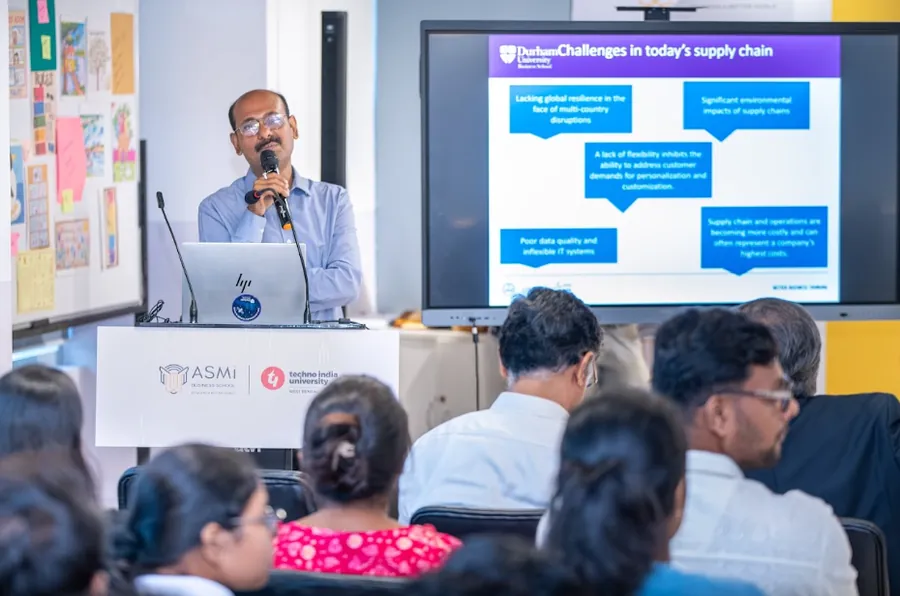 Durham
University
Business School
Challenges in today's supply chain
Lacking global resilience in the
face of multi-country
disruptions
Significant environmental
impacts of supply chains
A lack of flexibility inhibits the
ability to address customer
demands for personalization and
customization.
Poor data quality and
inflexible IT systems
Supply chain and operations are
becoming more costly and can
often represent a company's
highest costs.
hp
ASMi
BUSINESS SCHOOL
techno india
university
WEST BENGAL